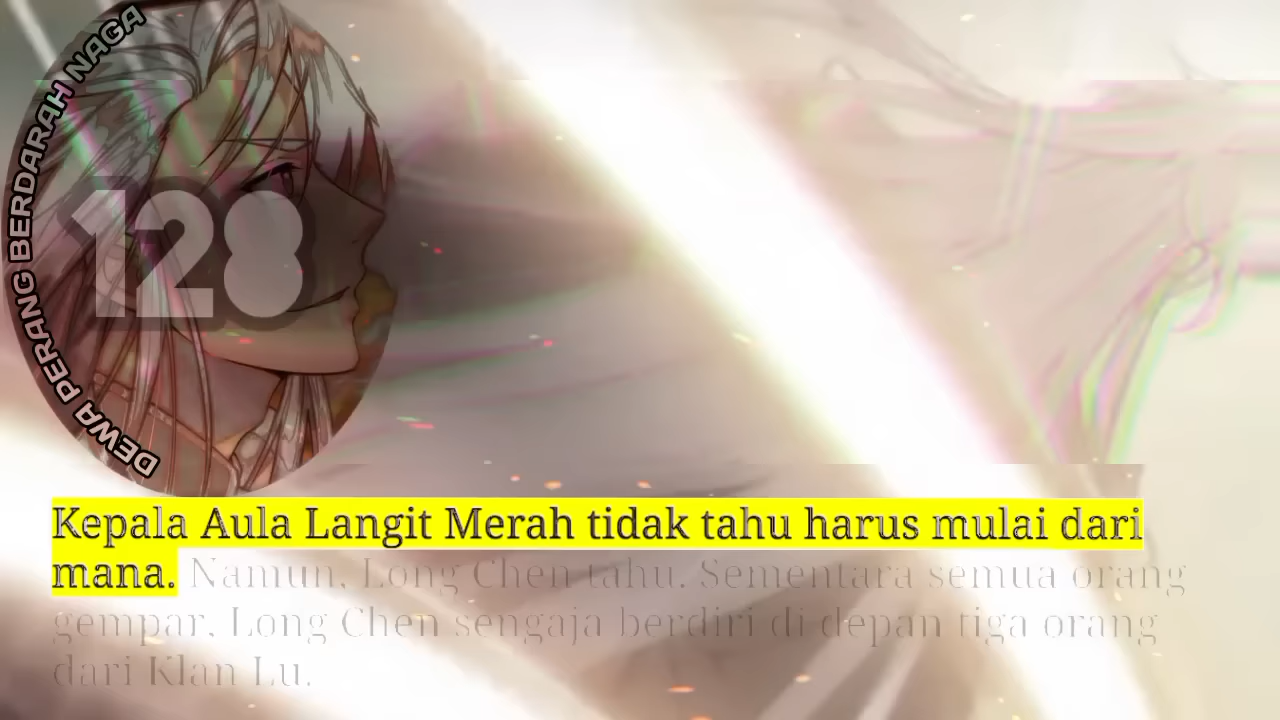 DEWA PERANG BERDARAH NAGA
128
Kepala Aula Langit Merah tidak tahu harus mulai dari
mana. Namun, Long Chen tahu. Sementara semua orang
gempar, Long Chen sengaja berdiri di depan tiga orang
dari Klan Lu.